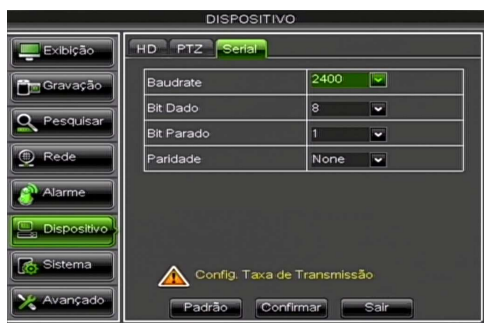 DISPOSITIVO
Exibição
Gravação
Pesquisar
Rede
Alarme
Dispositivo
Sistema
Avançado
HD PTZ Serial
Baudrate 2400
Bit Dado 8
Bit Parado 1
Paridade None
Config. Taxa de Transmissão
Padrão Confirmar Sair